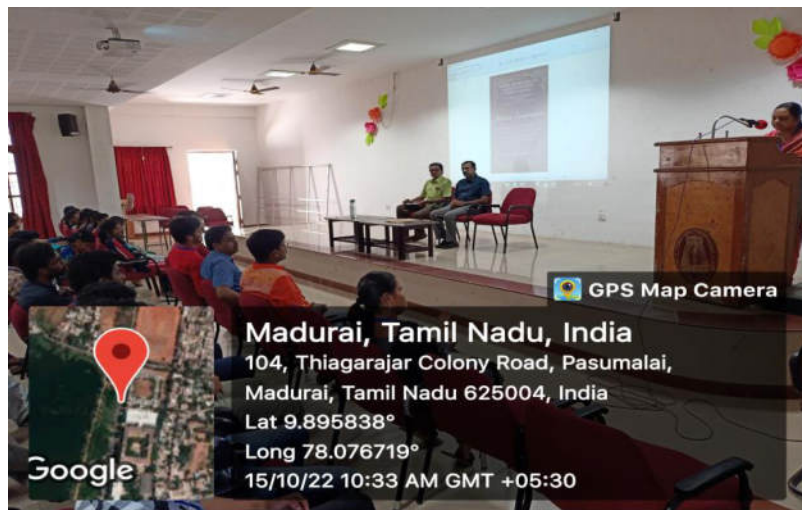 GPS Map Camera
Madurai, Tamil Nadu, India
104, Thiagarajar Colony Road, Pasumalai,
Madurai, Tamil Nadu 625004, India
Lat 9.895838°
Long 78.076719°
15/10/22 10:33 AM GMT +05:30
Google